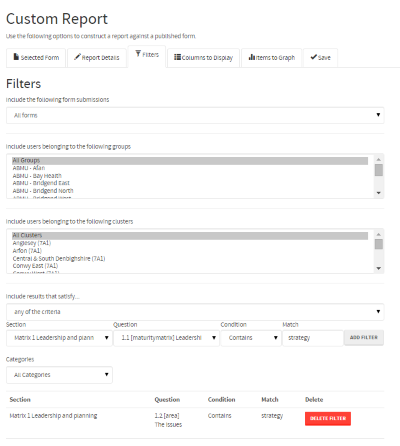 Custom Report
Use the following options to construct a report against a published form.
Selected Form
Report Details
Filters
Columns to Display
Items to Graph
Save
Filters
Include the following form submissions
All forms
Include users belonging to the following groups
All Groups
ABMU - Afan
ABMU - Bay Health
ABMU - Bridgend East
ABMU - Bridgend North
ABMU - Bridgend West
Include users belonging to the following clusters
All Clusters
Anglesey (7A1)
Arfon (7A1)
Central & South Denbighshire (7A1)
Conwy East (7A1)
Conwy West (7A1)
Include results that satisfy...
any of the criteria
Section Question Condition Match
Matrix 1 Leadership and plann 1.1 [maturitymatrix] Leadershi Contains strategy ADD FILTER
Categories
All Categories
Section Question Condition Match Delete
Matrix 1 Leadership and planning 1.2 [area] Contains strategy DELETE FILTER
The issues